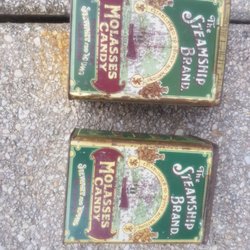 The
STEAMSHIP
BRAND.
MOLASSES
CANDY
The
STEAMSHIP
BRAND.
MOLASSES
CANDY